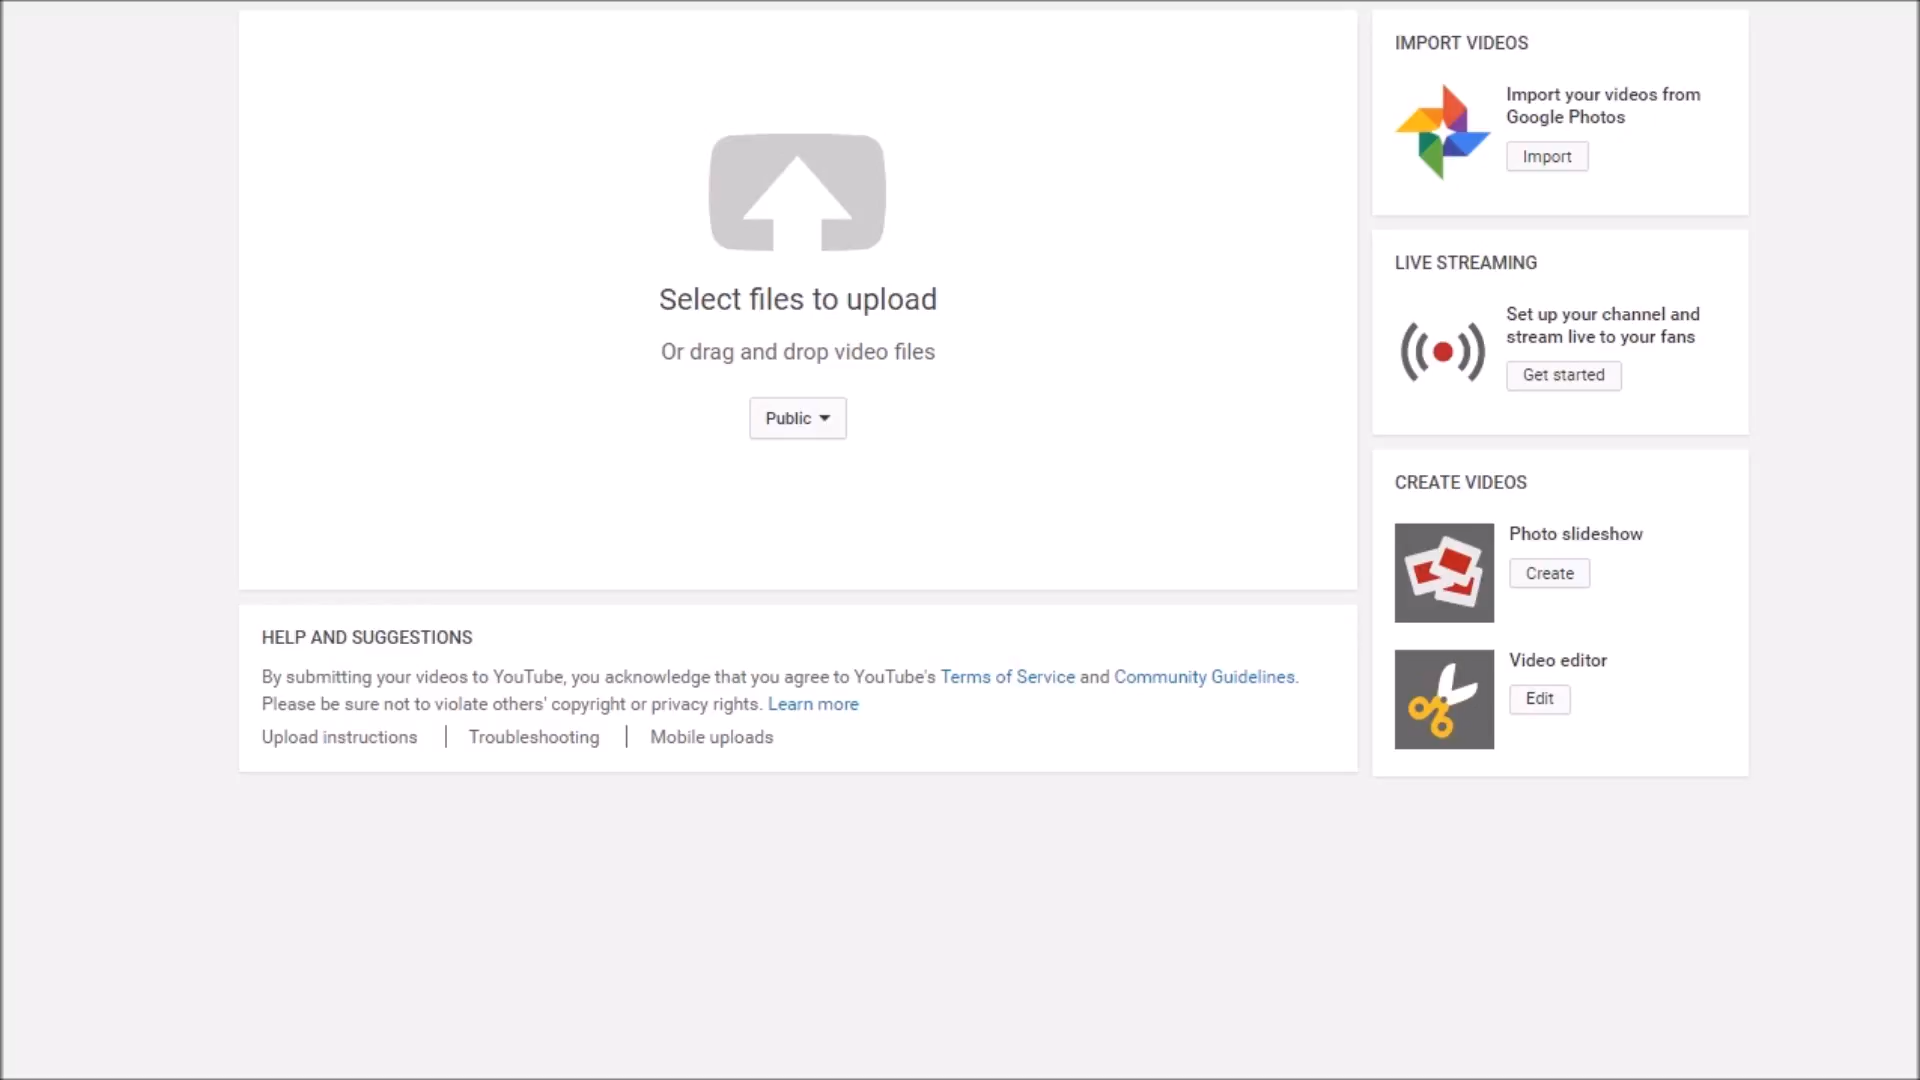 Select files to upload
Or drag and drop video files
Public
HELP AND SUGGESTIONS
By submitting your videos to YouTube, you acknowledge that you agree to YouTube's Terms of Service and Community Guidelines.
Please be sure not to violate others' copyright or privacy rights. Learn more
Upload instructions | Troubleshooting | Mobile uploads
IMPORT VIDEOS
Import your videos from
Google Photos
Import
LIVE STREAMING
Set up your channel and
stream live to your fans
Get started
CREATE VIDEOS
Photo slideshow
Create
Video editor
Edit